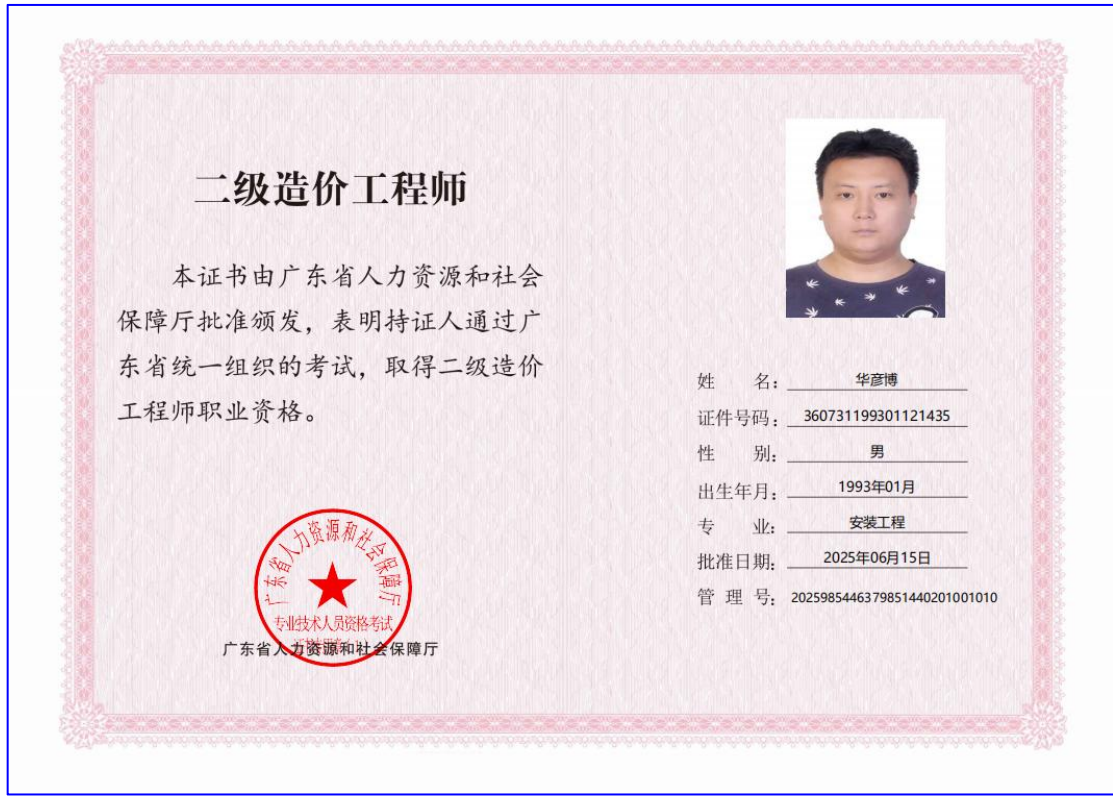 二级造价工程师
本证书由广东省人力资源和社会
保障厅批准颁发，表明持证人通过广
东省统一组织的考试，取得二级造价
工程师职业资格。
广东省人力资源和社会保障厅
专业技术人员资格考试
广东省人力资源和社会保障厅
姓 名：华彦博
证件号码：360731199301121435
性 别：男
出生年月：1993年01月
专 业：安装工程
批准日期：2025年06月15日
管 理 号：2025985446379851440201001010